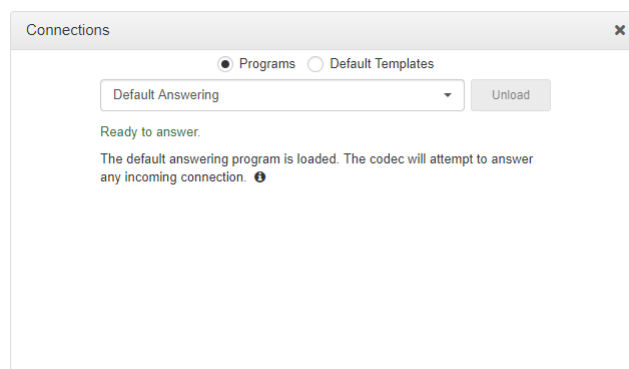 Connections
Programs Default Templates
Default Answering Unload
Ready to answer.
The default answering program is loaded. The codec will attempt to answer
any incoming connection.